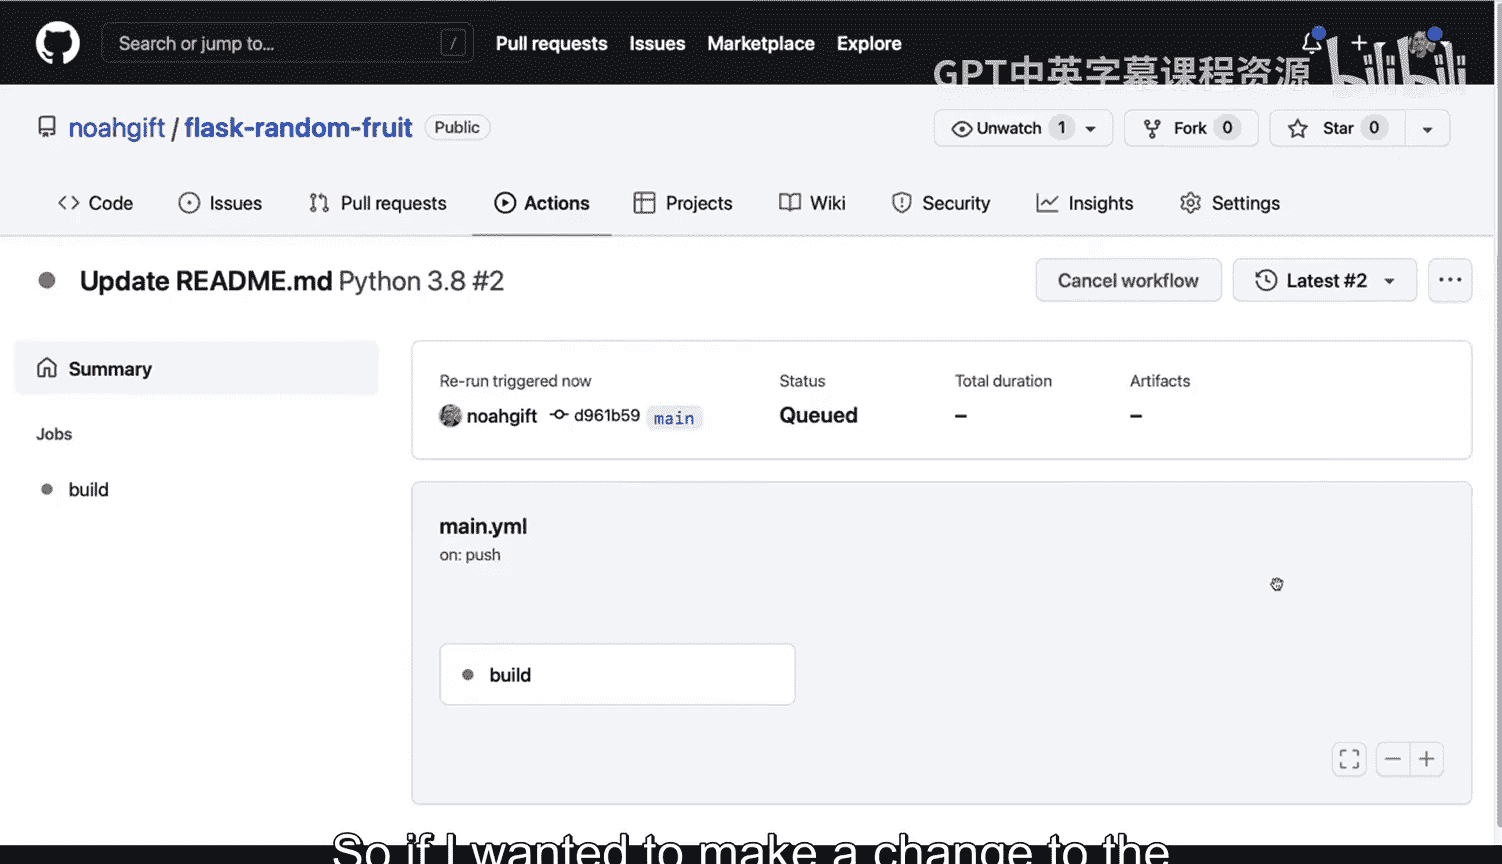 Search or jump to... / Pull requests Issues Marketplace Explore
GPT中英字幕课程资源 bilibili
noahgift / flask-random-fruit Public Unwatch 1 Fork 0 Star 0
Code Issues Pull requests Actions Projects Wiki Security Insights Settings
Update README.md Python 3.8 #2 Cancel workflow Latest #2 ...
Summary
Re-run triggered now Status Total duration Artifacts
noahgift d961b59 main Queued – –
Jobs
build
main.yml
on: push
build
So if I wanted to make a change to the